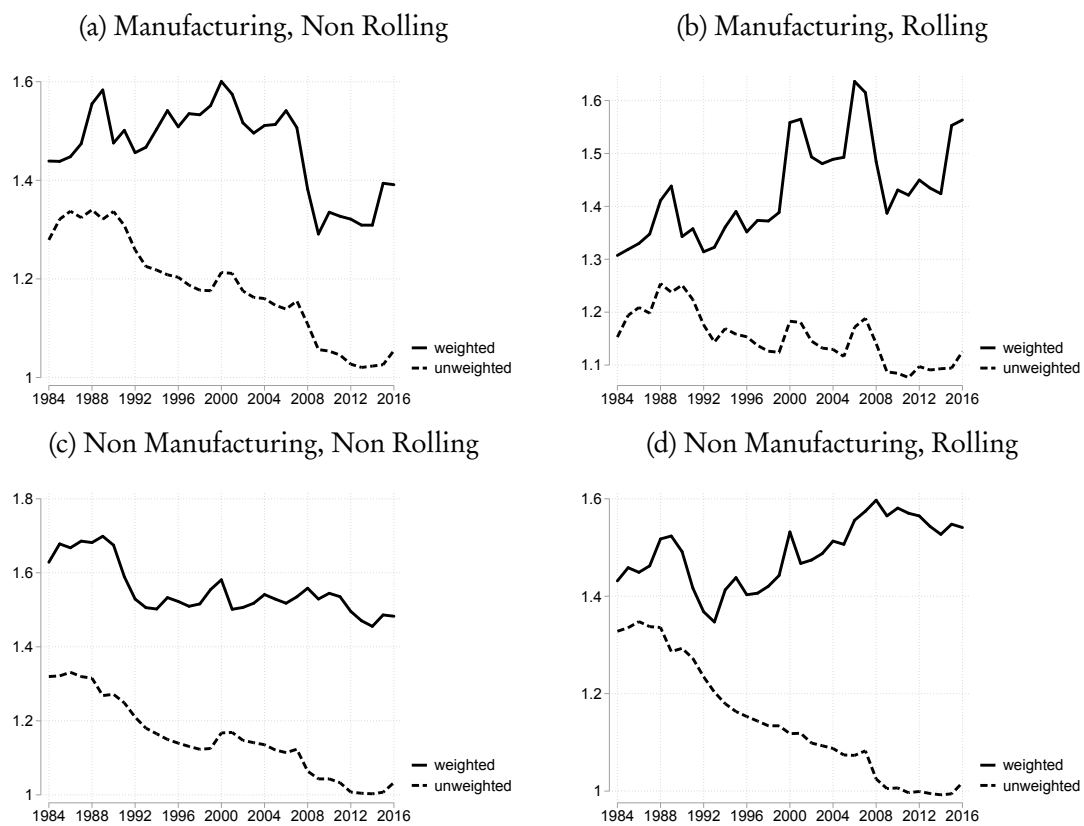 (a) Manufacturing, Non Rolling
1.6
1.4
1.2
1
1984 1988 1992 1996 2000 2004 2008 2012 2016
weighted
unweighted
(b) Manufacturing, Rolling
1.6
1.5
1.4
1.3
1.2
1.1
1984 1988 1992 1996 2000 2004 2008 2012 2016
weighted
unweighted
(c) Non Manufacturing, Non Rolling
1.8
1.6
1.4
1.2
1
1984 1988 1992 1996 2000 2004 2008 2012 2016
weighted
unweighted
(d) Non Manufacturing, Rolling
1.6
1.4
1.2
1
1984 1988 1992 1996 2000 2004 2008 2012 2016
weighted
unweighted